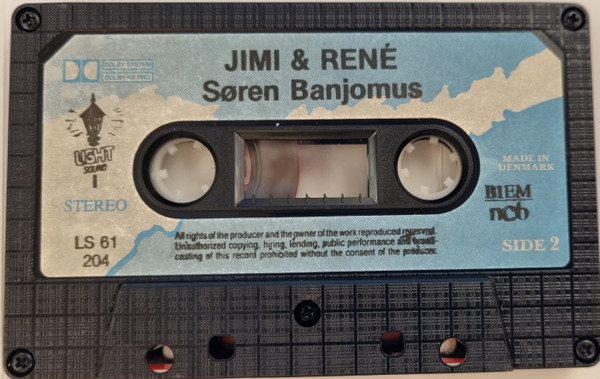 JIMI & RENÉ
Søren Banjomus
DOLBY SYSTEM
DOLBY HX PRO
LIGHT
SOUND
STEREO
LS 61
204
All rights of the producer and the owner of the work reproduced reserved.
Unauthorized copying, hiring, lending, public performance and broad-
casting of this record prohibited without the consent of the producer.
MADE IN
DENMARK
BIEM
ncb
SIDE 2